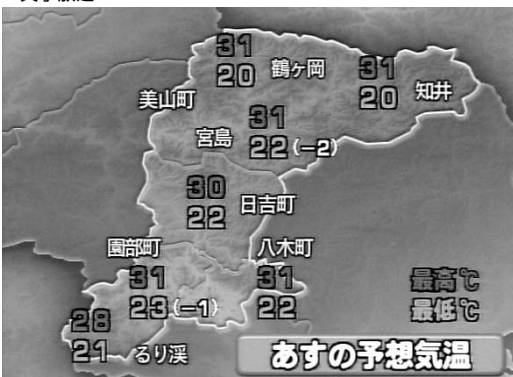 31
20
鶴ヶ岡
31
20
知井
美山町
宮島
31
22(-2)
30
22
日吉町
園部町
31
23(-1)
八木町
31
22
28
21
るり渓
最高℃
最低℃
あすの予想気温